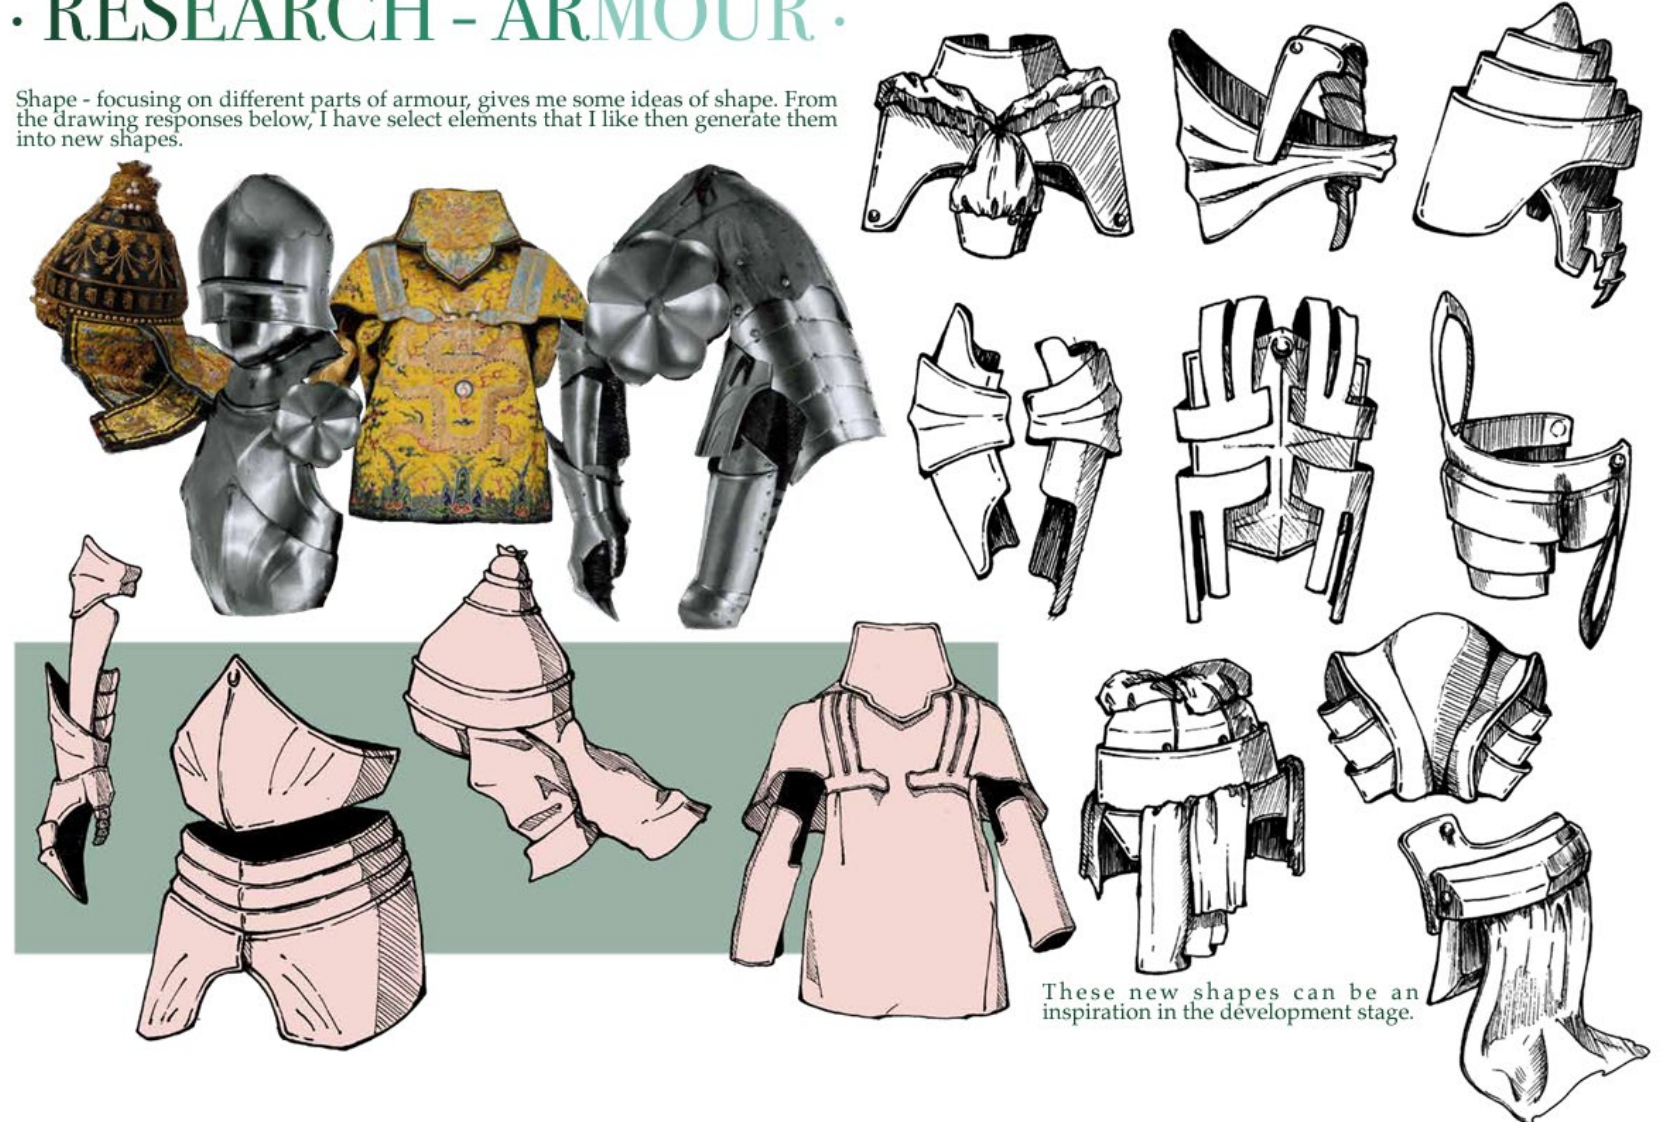 · RESEARCH - ARMOUR ·
Shape - focusing on different parts of armour, gives me some ideas of shape. From
the drawing responses below, I have select elements that I like then generate them
into new shapes.
These new shapes can be an
inspiration in the development stage.